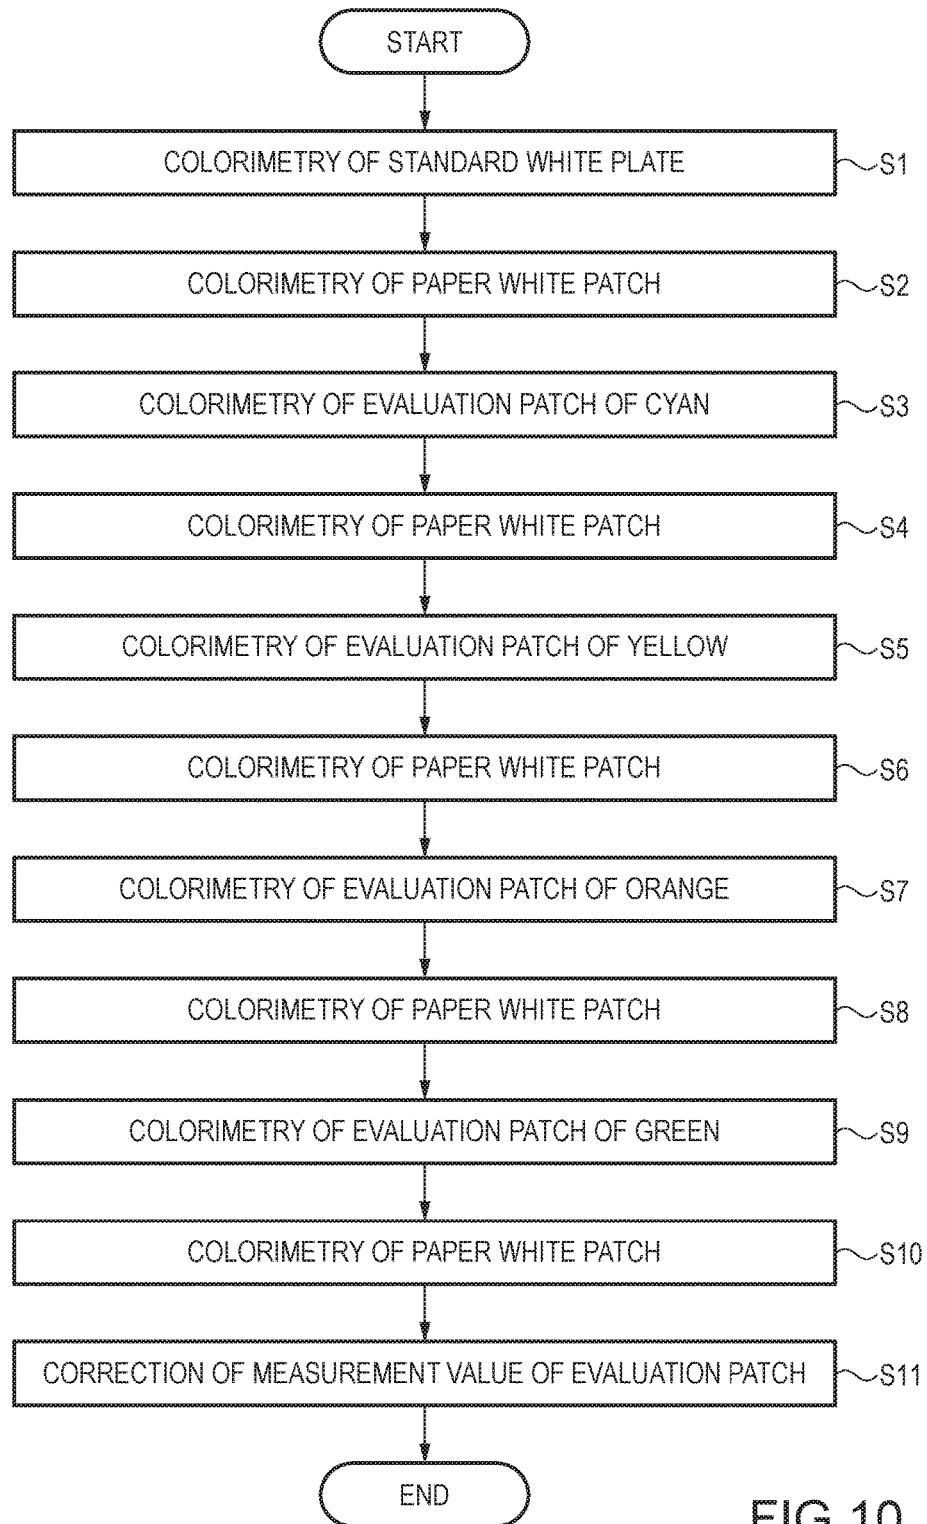 START
COLORIMETRY OF STANDARD WHITE PLATE S1
COLORIMETRY OF PAPER WHITE PATCH S2
COLORIMETRY OF EVALUATION PATCH OF CYAN S3
COLORIMETRY OF PAPER WHITE PATCH S4
COLORIMETRY OF EVALUATION PATCH OF YELLOW S5
COLORIMETRY OF PAPER WHITE PATCH S6
COLORIMETRY OF EVALUATION PATCH OF ORANGE S7
COLORIMETRY OF PAPER WHITE PATCH S8
COLORIMETRY OF EVALUATION PATCH OF GREEN S9
COLORIMETRY OF PAPER WHITE PATCH S10
CORRECTION OF MEASUREMENT VALUE OF EVALUATION PATCH S11
END
FIG.10